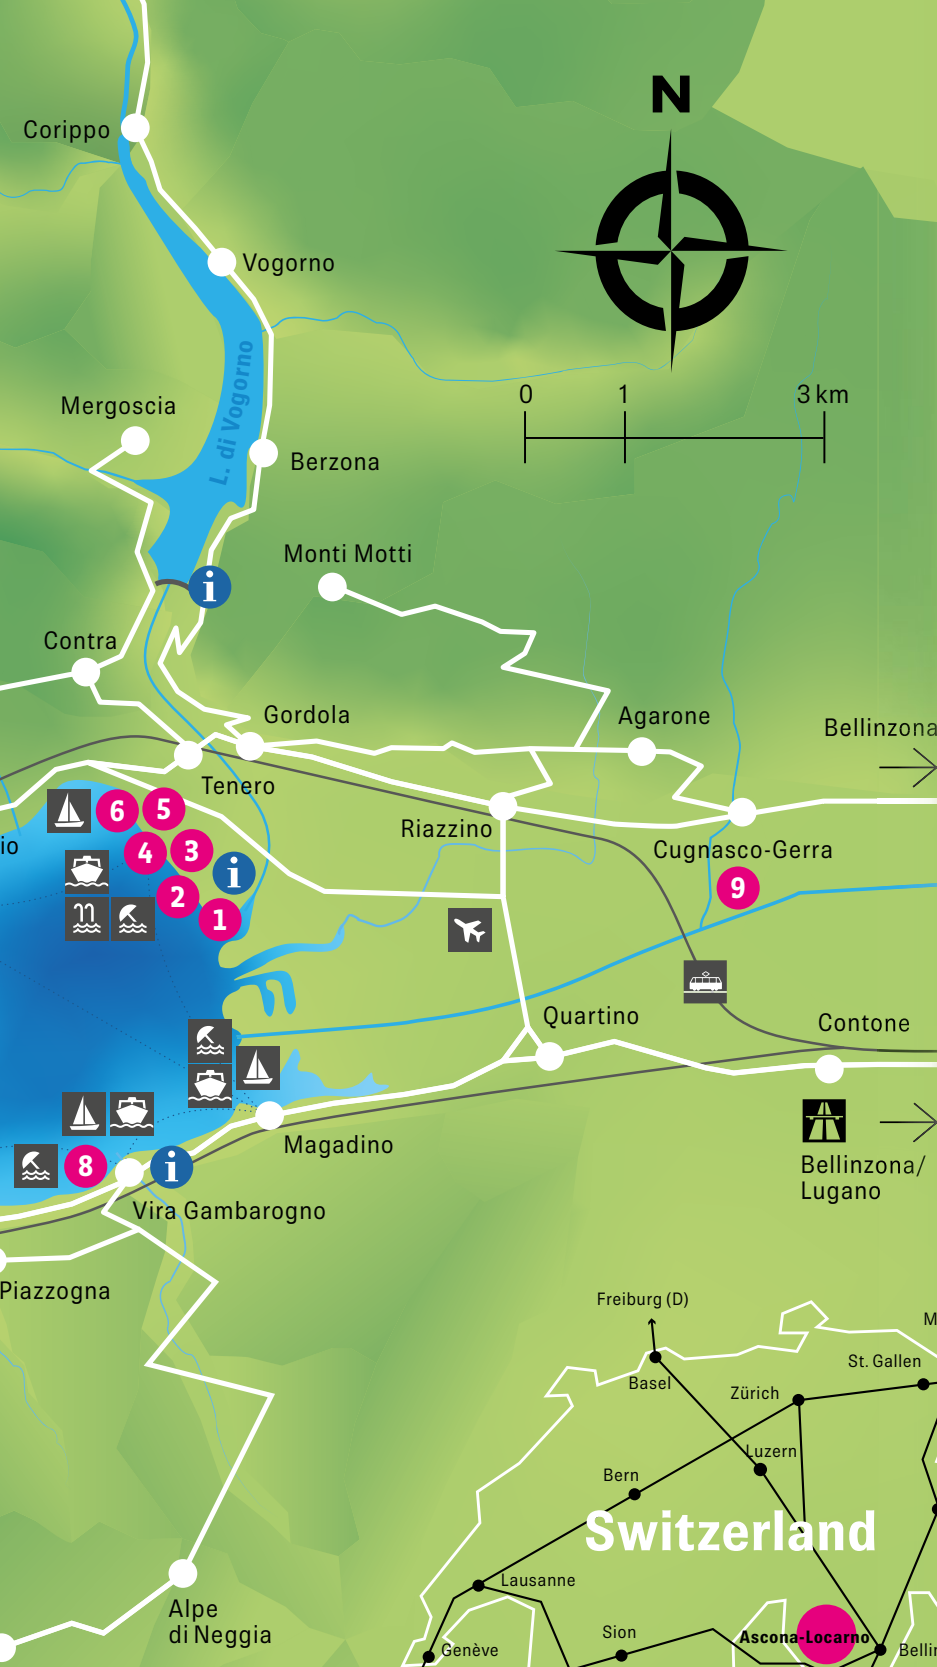 N
Corippo
Vogorno
L. di Vogorno
0 1 3 km
Mergoscia
Berzona
Monti Motti
i
Contra
Gordola
Agarone
Bellinzona
Tenero
6 5
Riazzino
io
4 3
i
Cugnasco-Gerra
2
9
1
Quartino
Contone
Magadino
8
i
Bellinzona/
Lugano
Vira Gambarogno
Piazzogna
Freiburg (D)
M
St. Gallen
Basel
Zürich
Luzern
Bern
Switzerland
Lausanne
Alpe
di Neggia
Sion
Ascona-Locarno
Genève
Bellin